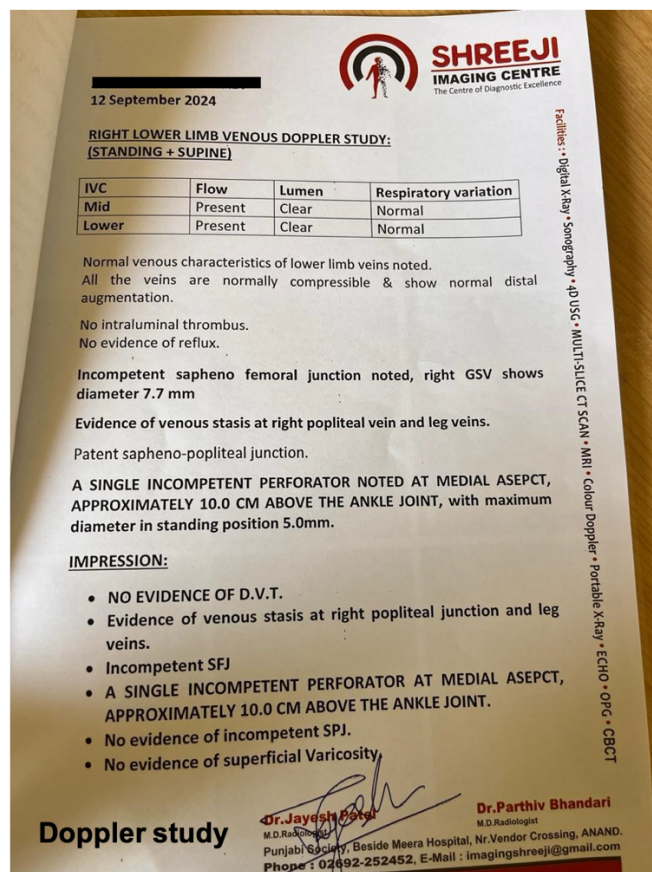 SHREEJI
IMAGING CENTRE
The Centre of Diagnostic Excellence
12 September 2024
RIGHT LOWER LIMB VENOUS DOPPLER STUDY:
(STANDING + SUPINE)
IVC Flow Lumen Respiratory variation
Mid Present Clear Normal
Lower Present Clear Normal
Normal venous characteristics of lower limb veins noted.
All the veins are normally compressible & show normal distal
augmentation.
No intraluminal thrombus.
No evidence of reflux.
Incompetent sapheno femoral junction noted, right GSV shows
diameter 7.7 mm
Evidence of venous stasis at right popliteal vein and leg veins.
Patent sapheno-popliteal junction.
A SINGLE INCOMPETENT PERFORATOR NOTED AT MEDIAL ASEPCT,
APPROXIMATELY 10.0 CM ABOVE THE ANKLE JOINT, with maximum
diameter in standing position 5.0mm.
IMPRESSION:
• NO EVIDENCE OF D.V.T.
• Evidence of venous stasis at right popliteal junction and leg
veins.
• Incompetent SFJ
• A SINGLE INCOMPETENT PERFORATOR AT MEDIAL ASEPCT,
APPROXIMATELY 10.0 CM ABOVE THE ANKLE JOINT.
• No evidence of incompetent SPJ.
• No evidence of superficial Varicosity
Facilities : • Digital X-Ray • Sonography • 4D USG • MULTI-SLICE CT SCAN • MRI • Colour Doppler • Portable X-Ray • ECHO • OPG • CBCT
Dr.Jayesh Patel
M.D.Radiologist
Dr.Parthiv Bhandari
M.D.Radiologist
Punjabi Society, Beside Meera Hospital, Nr.Vendor Crossing, ANAND.
Phone : 02692-252452, E-Mail : imagingshreeji@gmail.com
Doppler study